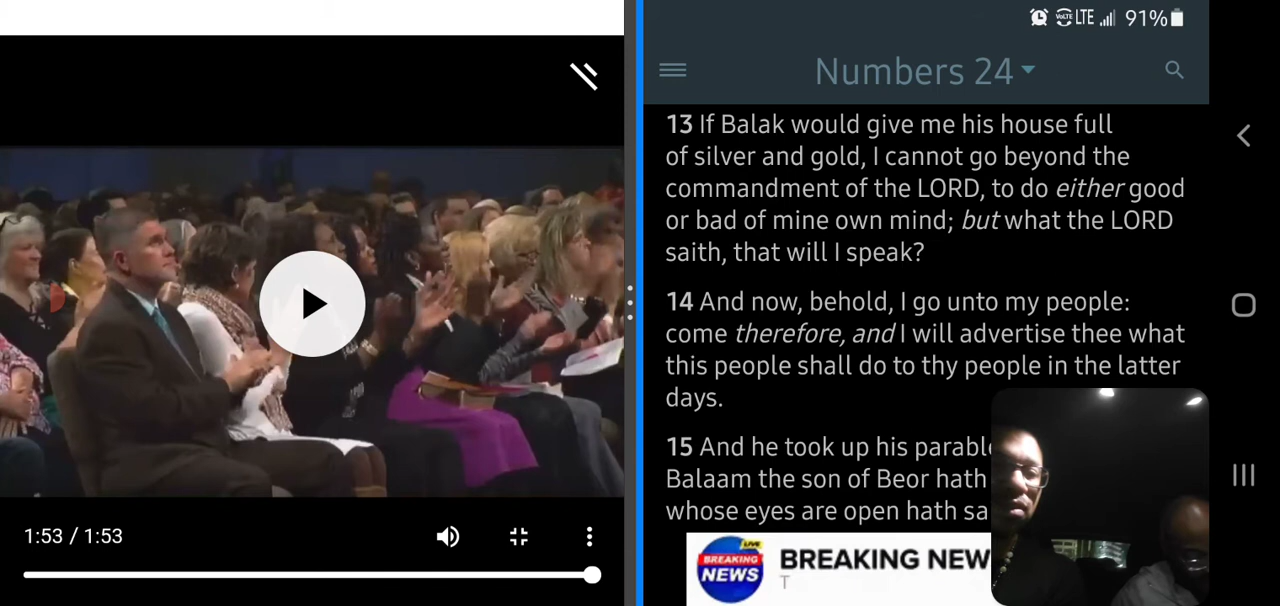 VoLTE LTE 91%
Numbers 24
13 If Balak would give me his house full
of silver and gold, I cannot go beyond the
commandment of the LORD, to do either good
or bad of mine own mind; but what the LORD
saith, that will I speak?
14 And now, behold, I go unto my people:
come therefore, and I will advertise thee what
this people shall do to thy people in the latter
days.
15 And he took up his parable
Balaam the son of Beor hath
whose eyes are open hath sa
LIVE
BREAKING
NEWS
BREAKING NEW
T
1:53 / 1:53